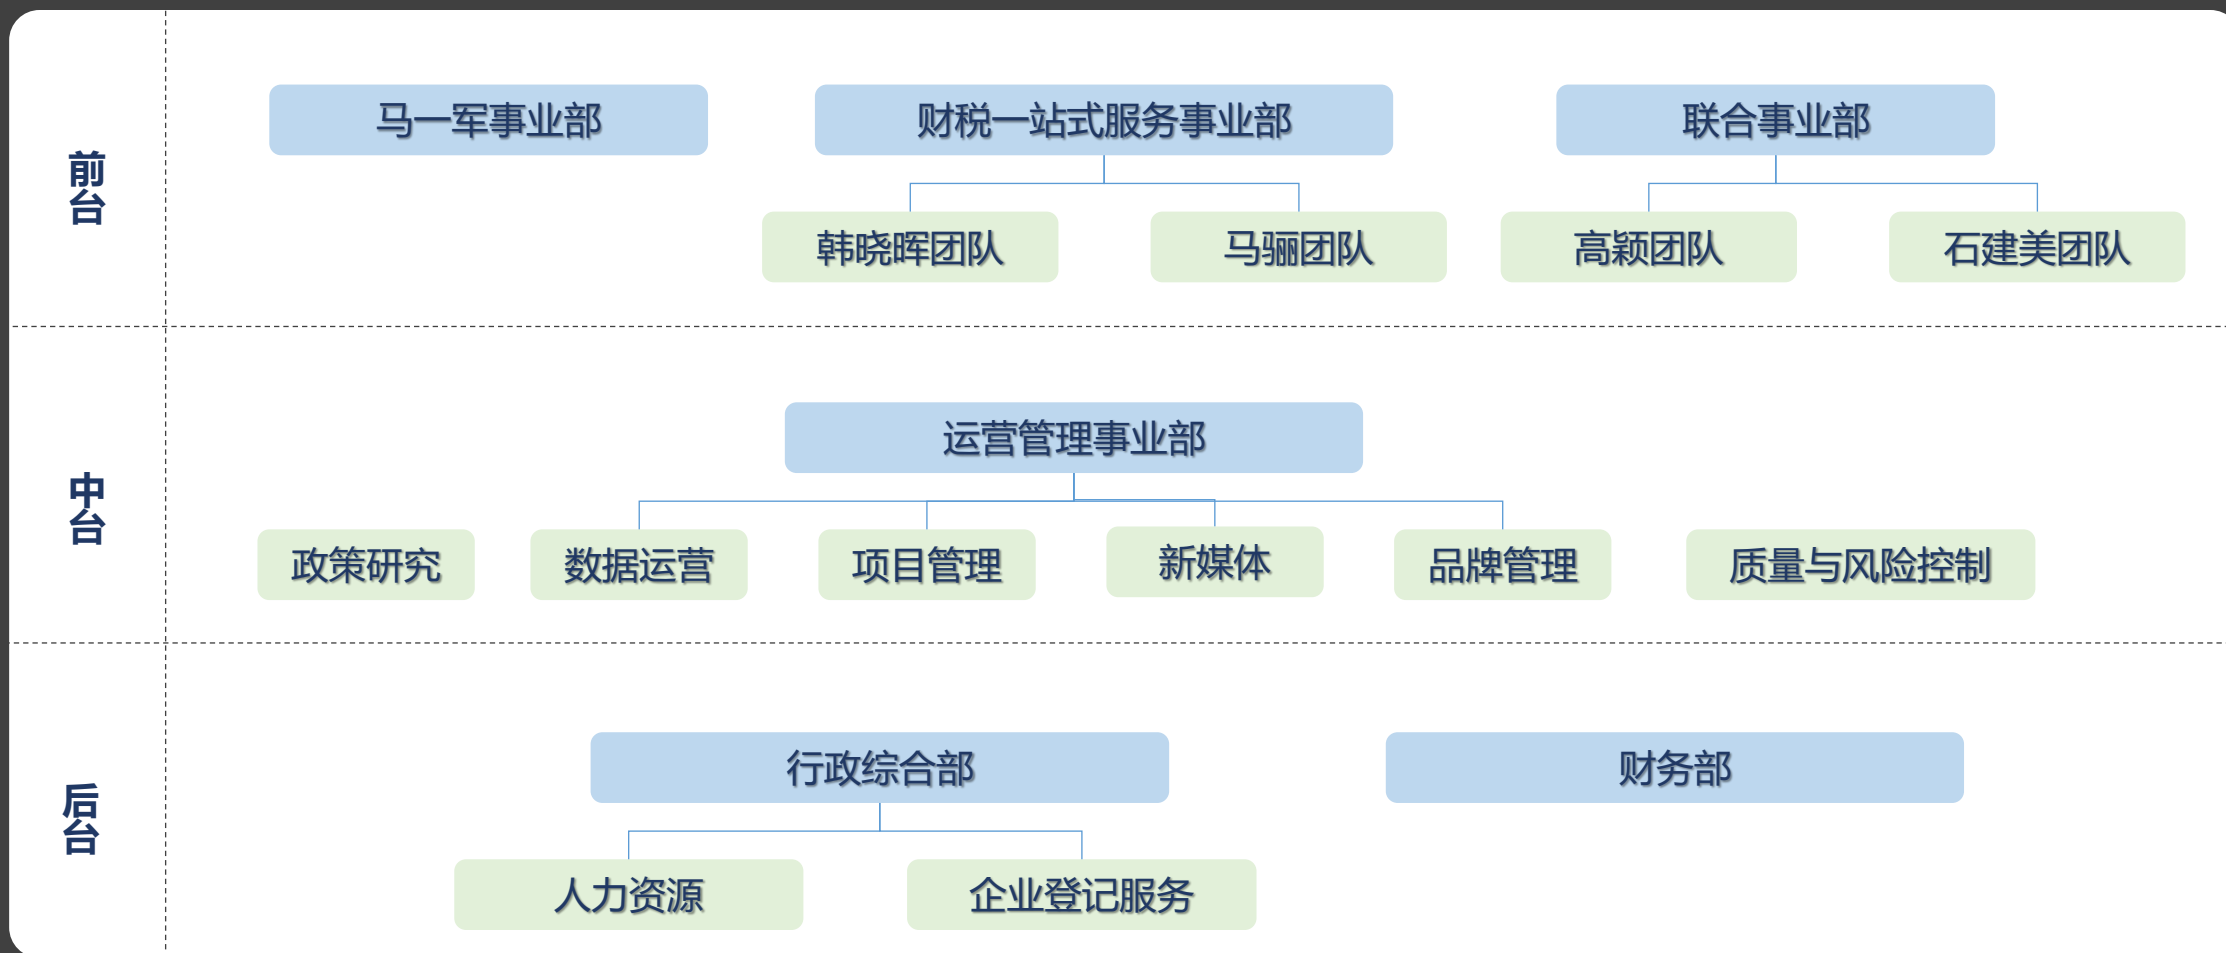 前台
马一军事业部
财税一站式服务事业部
联合事业部
韩晓晖团队
马骊团队
高颖团队
石建美团队
中台
运营管理事业部
政策研究
数据运营
项目管理
新媒体
品牌管理
质量与风险控制
后台
行政综合部
财务部
人力资源
企业登记服务